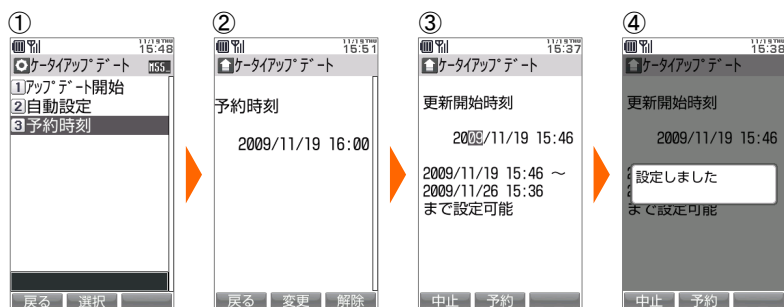 ①
11/19 THU
15:48
ケータイアップデート
1アップデート開始
2自動設定
3予約時刻
戻る 選択
②
11/19 THU
15:51
ケータイアップデート
予約時刻
2009/11/19 16:00
戻る 変更 解除
③
11/19 THU
15:37
ケータイアップデート
更新開始時刻
2009/11/19 15:46
2009/11/19 15:46 ～
2009/11/26 15:36
まで設定可能
中止 予約
④
11/19 THU
15:38
ケータイアップデート
更新開始時刻
2009/11/19 15:46
設定しました
まで設定可能
中止 予約